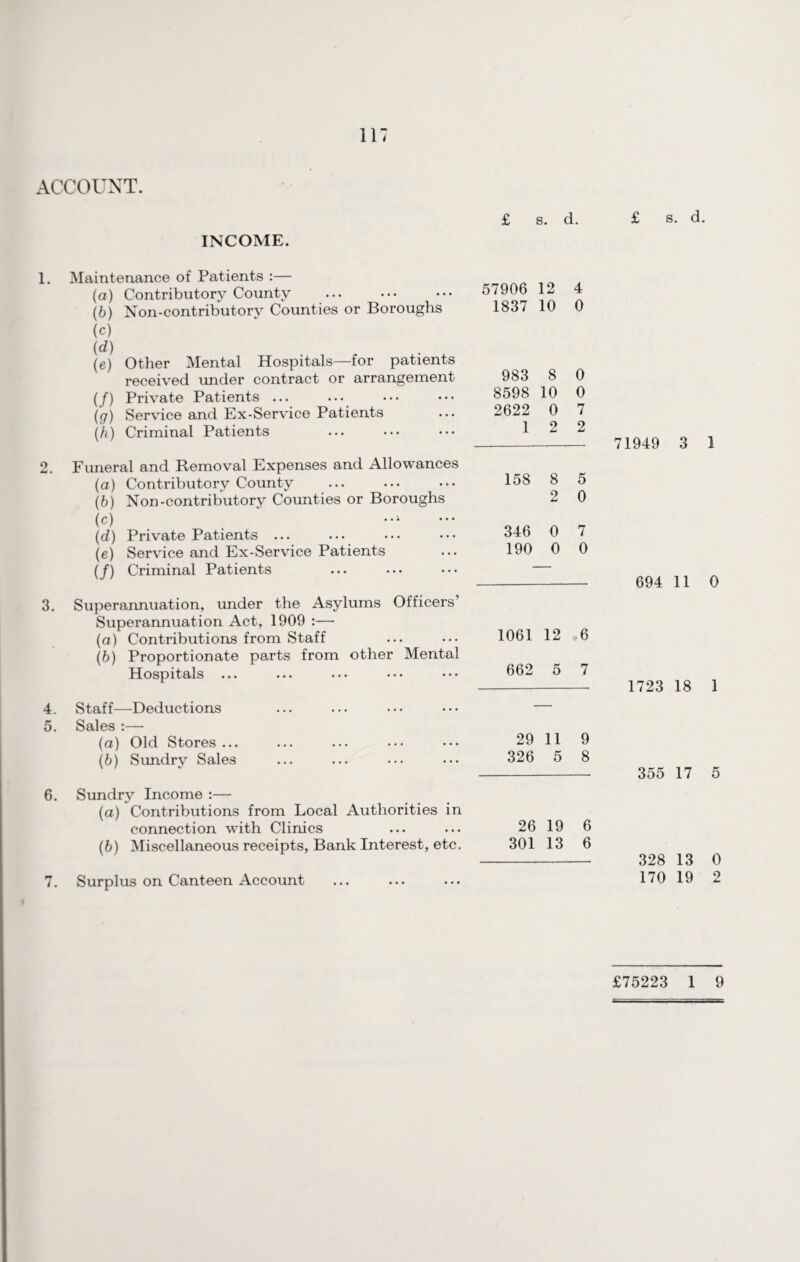 117
ACCOUNT.
£ s. d. £ s. d.
INCOME.
1. Maintenance of Patients :—
(a) Contributory County ... ... ... 57906 12 4
(b) Non-contributory Counties or Boroughs 1837 10 0
(c)
(d)
(e) Other Mental Hospitals—for patients
received under contract or arrangement 983 8 0
(f) Private Patients ... ... ... ... 8598 10 0
(g) Service and Ex-Service Patients ... 2622 0 7
(h) Criminal Patients ... ... ... 1 2 2
71949 3 1
2. Funeral and Removal Expenses and Allowances
(a) Contributory County ... ... ... 158 8 5
(b) Non-contributory Counties or Boroughs 2 0
(c) ... ...
(d) Private Patients ... ... ... ... 346 0 7
(e) Service and Ex-Service Patients ... 190 0 0
(f) Criminal Patients ... ... ... —
694 11 0
3. Superannuation, under the Asylums Officers'
Superannuation Act, 1909 :—
(a) Contributions from Staff ... ... 1061 12 6
(b) Proportionate parts from other Mental
Hospitals ... ... ... ... ... 662 5 7
1723 18 1
4. Staff—Deductions ... ... ... ... —
5. Sales :—
(a) Old Stores ... ... ... ... ... 29 11 9
(b) Sundry Sales ... ... ... ... 326 5 8
355 17 5
6. Sundry Income :—
(a) Contributions from Local Authorities in
connection with Clinics ... ... 26 19 6
(b) Miscellaneous receipts, Bank Interest, etc. 301 13 6
328 13 0
7. Surplus on Canteen Account ... ... ... 170 19 2
£75223 1 9